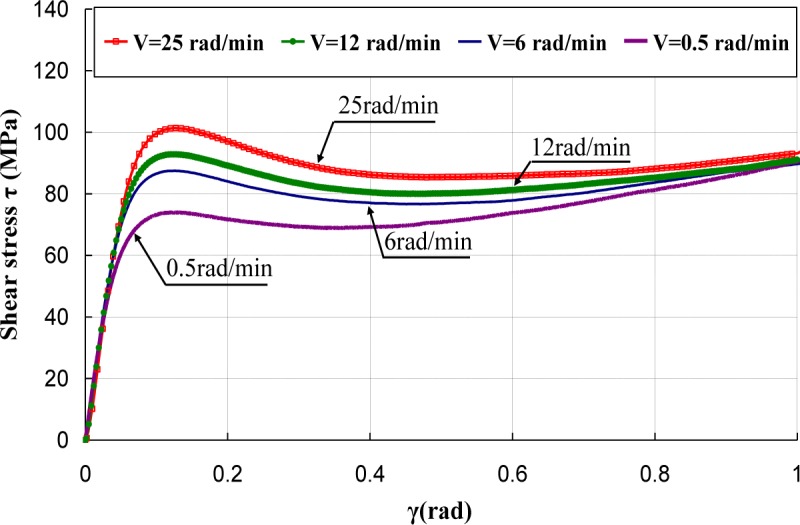 140
V=25 rad/min V=12 rad/min V=6 rad/min V=0.5 rad/min
120
25rad/min
100
12rad/min
80
6rad/min
60
0.5rad/min
40
20
0
0 0.2 0.4 0.6 0.8 1
Shear stress τ (MPa)
γ(rad)